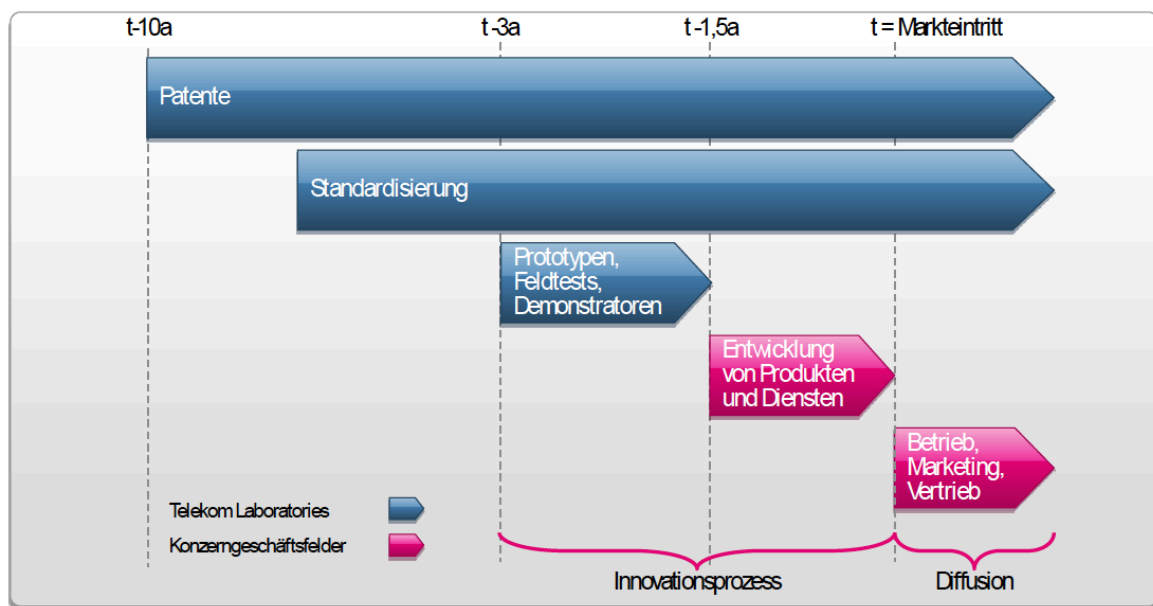 t-10a
t -3a
t -1,5a
t = Markteintritt
Patente
Standardisierung
Prototypen,
Feldtests,
Demonstratoren
Entwicklung
von Produkten
und Diensten
Betrieb,
Marketing,
Vertrieb
Telekom Laboratories
Konzerngeschäftsfelder
Innovationsprozess
Diffusion